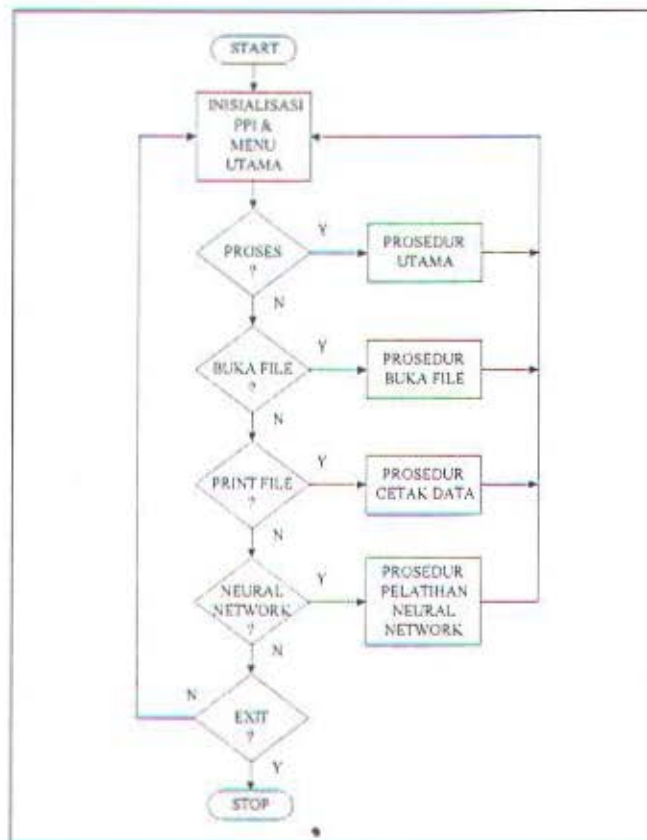 START
INISIALISASI
PPI &
MENU
UTAMA
Y
PROSES
?
PROSEDUR
UTAMA
N
Y
BUKA FILE
?
PROSEDUR
BUKA FILE
N
Y
PRINT FILE
?
PROSEDUR
CETAK DATA
N
Y
NEURAL
NETWORK
?
PROSEDUR
PELATIHAN
NEURAL
NETWORK
N
N
EXIT
?
Y
STOP